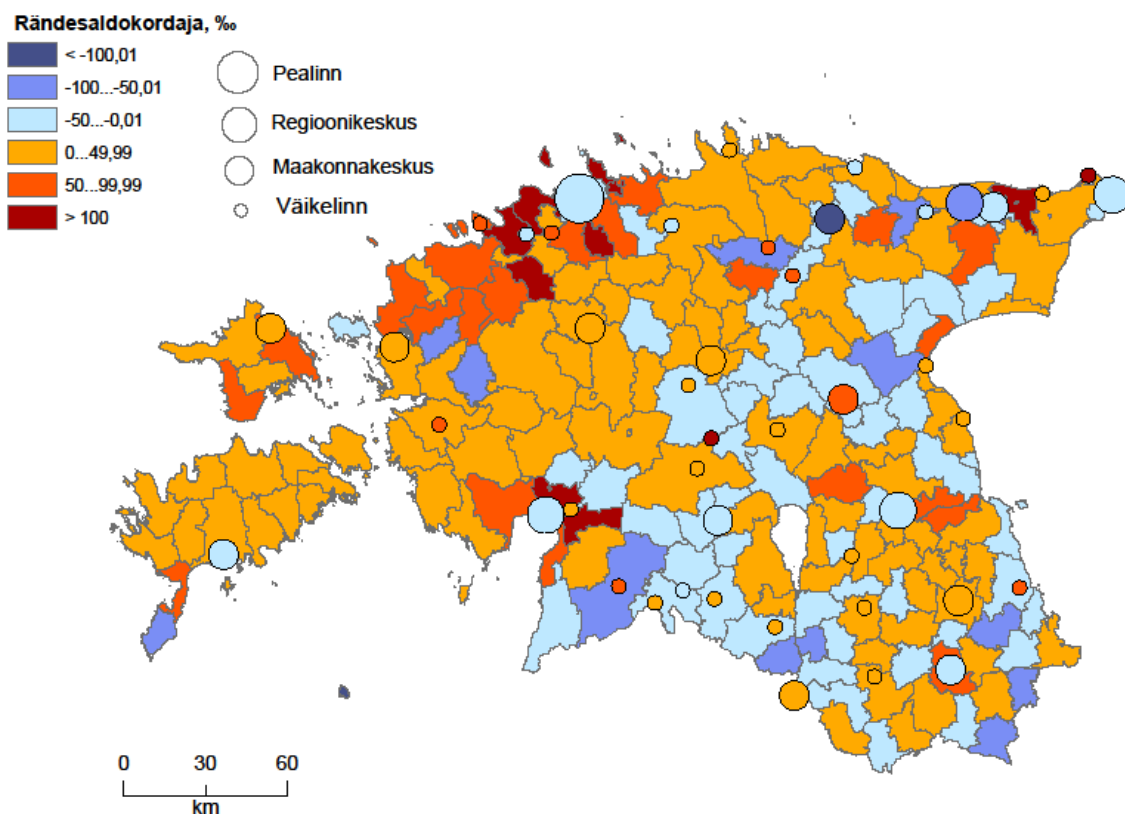 Rändesaldokordaja, ‰
< -100,01
-100...-50,01
-50...-0,01
0...49,99
50...99,99
> 100
Pealinn
Regioonikeskus
Maakonnakeskus
Väikelinn
0 30 60
km